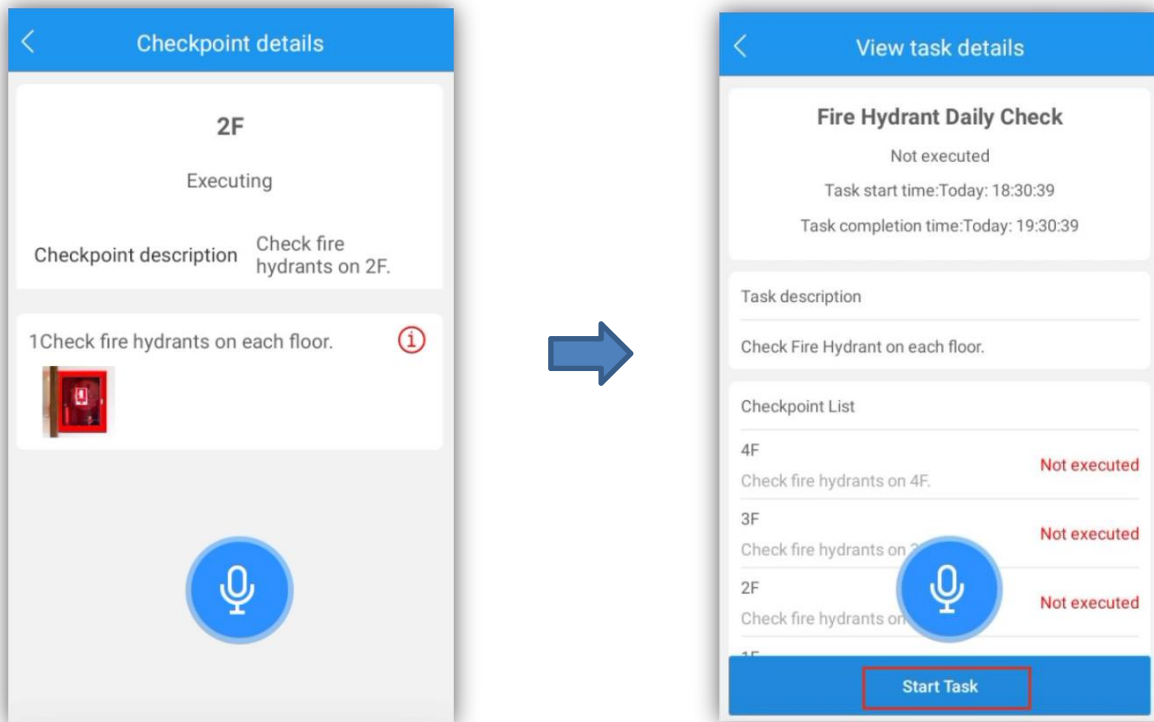 Checkpoint details
2F
Executing
Checkpoint description
Check fire
hydrants on 2F.
1Check fire hydrants on each floor.
View task details
Fire Hydrant Daily Check
Not executed
Task start time:Today: 18:30:39
Task completion time:Today: 19:30:39
Task description
Check Fire Hydrant on each floor.
Checkpoint List
4F
Check fire hydrants on 4F.
Not executed
3F
Check fire hydrants on
Not executed
2F
Check fire hydrants on
Not executed
Start Task